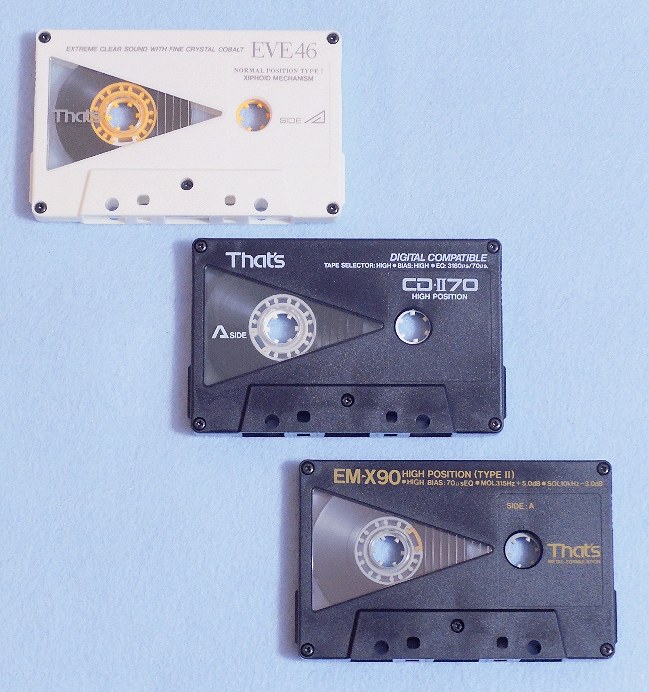 EXTREME CLEAR SOUND WITH FINE CRYSTAL COBALT EVE46
NORMAL POSITION TYPE I
XIPHOID MECHANISM
That's
SIDE A
That's
DIGITAL COMPATIBLE
TAPE SELECTOR: HIGH ● BIAS: HIGH ● EQ: 3180µs/70µs.
CD·II70
HIGH POSITION
A SIDE
EM·X90 HIGH POSITION (TYPE II)
● HIGH BIAS: 70µsEQ ● MOL315Hz + 5.0dB ● SOL10kHz − 3.0dB
SIDE: A
That's
METAL-FORMULATION